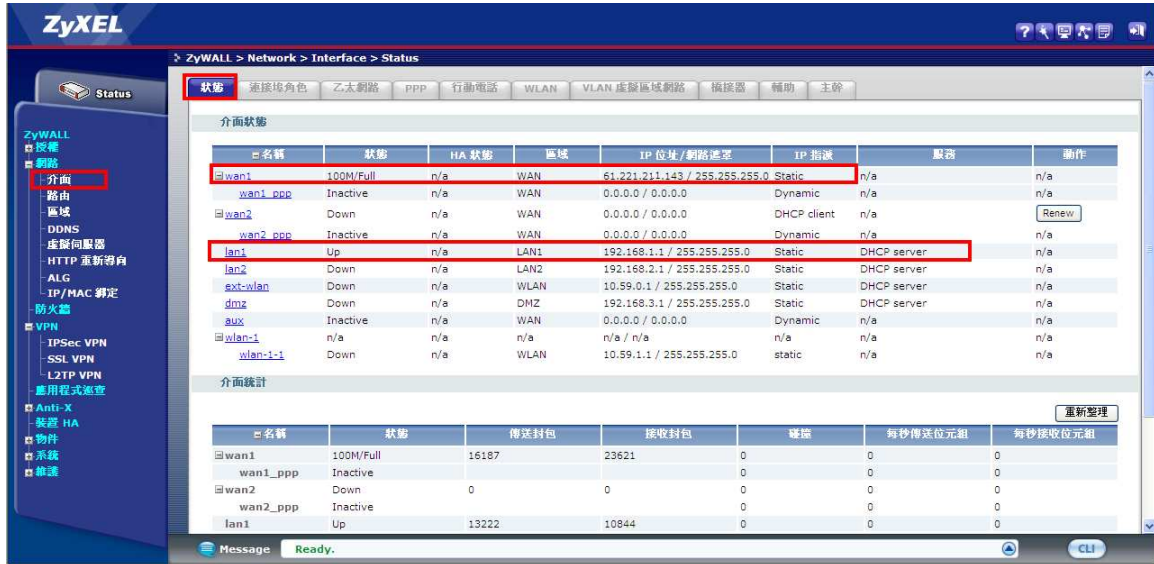 ZyXEL
ZyWALL > Network > Interface > Status
Status
狀態 連接埠角色 乙太網路 PPP 行動電話 WLAN VLAN 虛擬區域網路 橋接器 輔助 主幹
ZyWALL
授權
網路
介面
路由
區域
DDNS
虛擬伺服器
HTTP 重新導向
ALG
IP/MAC 綁定
防火牆
VPN
IPSec VPN
SSL VPN
L2TP VPN
應用程式巡查
Anti-X
裝置 HA
物件
系統
維護
介面狀態
名稱 狀態 HA 狀態 區域 IP 位址/網路遮罩 IP 指派 服務 動作
wan1 100M/Full n/a WAN 61.221.211.143 / 255.255.255.0 Static n/a n/a
wan1_ppp Inactive n/a WAN 0.0.0.0 / 0.0.0.0 Dynamic n/a n/a
wan2 Down n/a WAN 0.0.0.0 / 0.0.0.0 DHCP client n/a Renew
wan2_ppp Inactive n/a WAN 0.0.0.0 / 0.0.0.0 Dynamic n/a n/a
lan1 Up n/a LAN1 192.168.1.1 / 255.255.255.0 Static DHCP server n/a
lan2 Down n/a LAN2 192.168.2.1 / 255.255.255.0 Static DHCP server n/a
ext-wlan Down n/a WLAN 10.59.0.1 / 255.255.255.0 Static DHCP server n/a
dmz Down n/a DMZ 192.168.3.1 / 255.255.255.0 Static DHCP server n/a
aux Inactive n/a WAN 0.0.0.0 / 0.0.0.0 Dynamic n/a n/a
wlan-1 n/a n/a n/a n/a / n/a n/a n/a n/a
wlan-1-1 Down n/a WLAN 10.59.1.1 / 255.255.255.0 static n/a n/a
介面統計
重新整理
名稱 狀態 傳送封包 接收封包 碰撞 每秒傳送位元組 每秒接收位元組
wan1 100M/Full 16187 23621 0 0 0
wan1_ppp Inactive 0 0 0
wan2 Down 0 0 0 0 0
wan2_ppp Inactive 0 0 0
lan1 Up 13222 10844 0 0 0
Message Ready. CLI